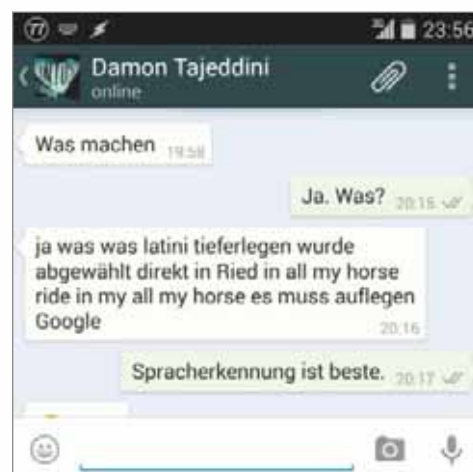 23:56
Damon Tajeddini
online
Was machen 19:58
Ja. Was? 20:15
ja was was latini tieferlegen wurde
abgewählt direkt in Ried in all my horse
ride in my all my horse es muss auflegen
Google
20:16
Spracherkennung ist beste. 20:17